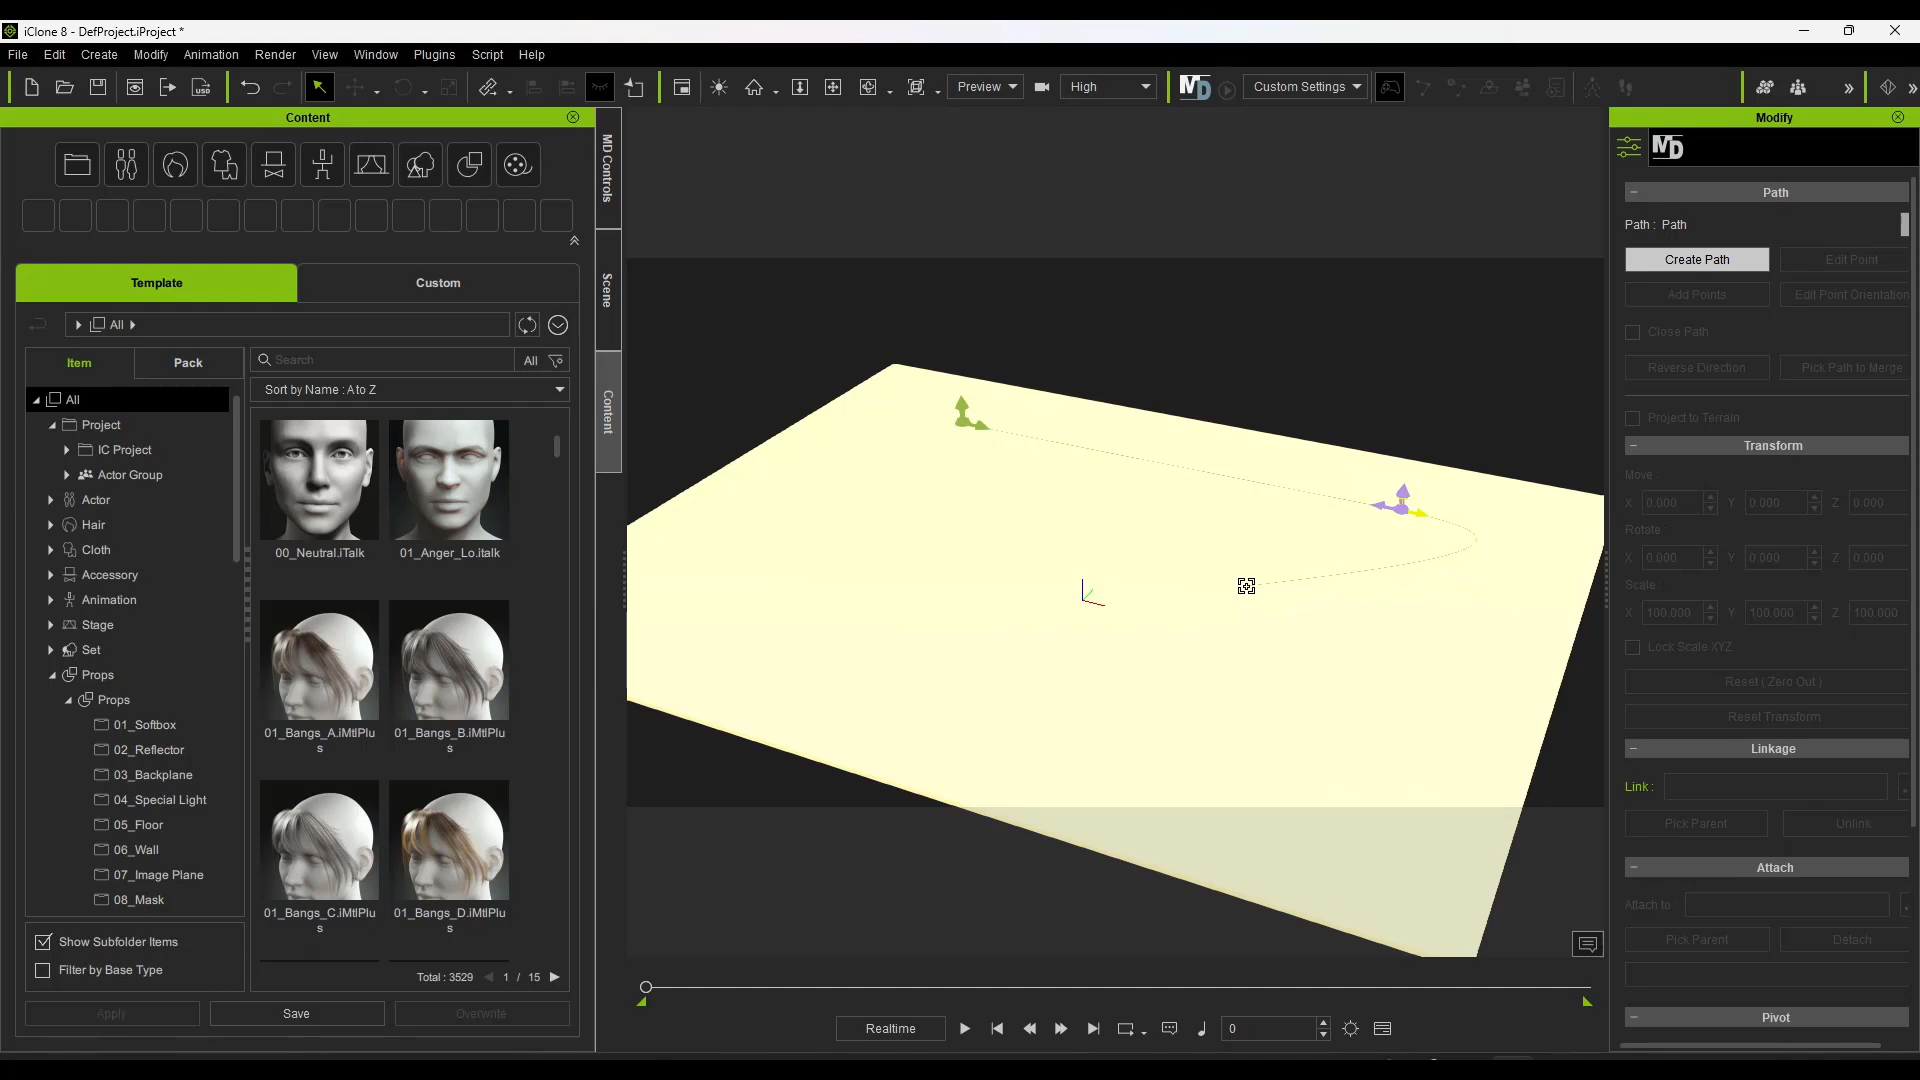 iClone 8 - DefProject.iProject *
File Edit Create Modify Animation Render View Window Plugins Script Help
USD Preview High MD Custom Settings
Content
MD Controls
Scene
Content
Template Custom
All
Item Pack
Search All
Sort by Name : A to Z
All
Project
IC Project
Actor Group
Actor
Hair
Cloth
Accessory
Animation
Stage
Set
Props
Props
01_Softbox
02_Reflector
03_Backplane
04_Special Light
05_Floor
06_Wall
07_Image Plane
08_Mask
00_Neutral.iTalk 01_Anger_Lo.italk
01_Bangs_A.iMtlPlu
s
01_Bangs_B.iMtlPlu
s
01_Bangs_C.iMtlPlu
s
01_Bangs_D.iMtlPlu
s
Show Subfolder Items
Filter by Base Type
Total : 3529 1 / 15
Apply Save Overwrite
Realtime 0
Modify
MD
Path
Path : Path
Create Path Edit Point
Add Points Edit Point Orientation
Close Path
Reverse Direction Pick Path to Merge
Project to Terrain
Transform
Move :
X 0.000 Y 0.000 Z 0.000
Rotate :
X 0.000 Y 0.000 Z 0.000
Scale :
X 100.000 Y 100.000 Z 100.000
Lock Scale XYZ
Reset ( Zero Out )
Reset Transform
Linkage
Link :
Pick Parent Unlink
Attach
Attach to :
Pick Parent Detach
Pivot